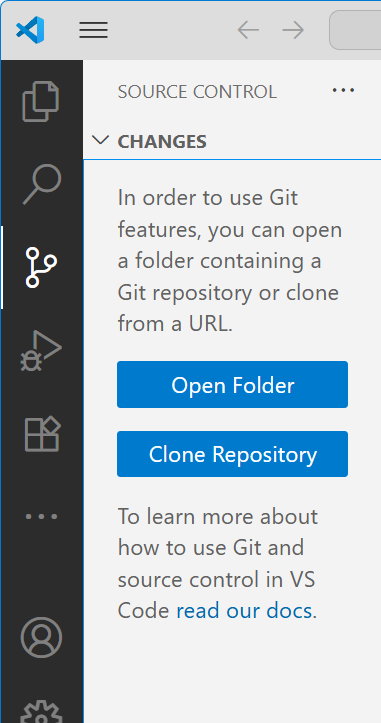 SOURCE CONTROL
CHANGES
In order to use Git
features, you can open
a folder containing a
Git repository or clone
from a URL.
Open Folder
Clone Repository
To learn more about
how to use Git and
source control in VS
Code read our docs.